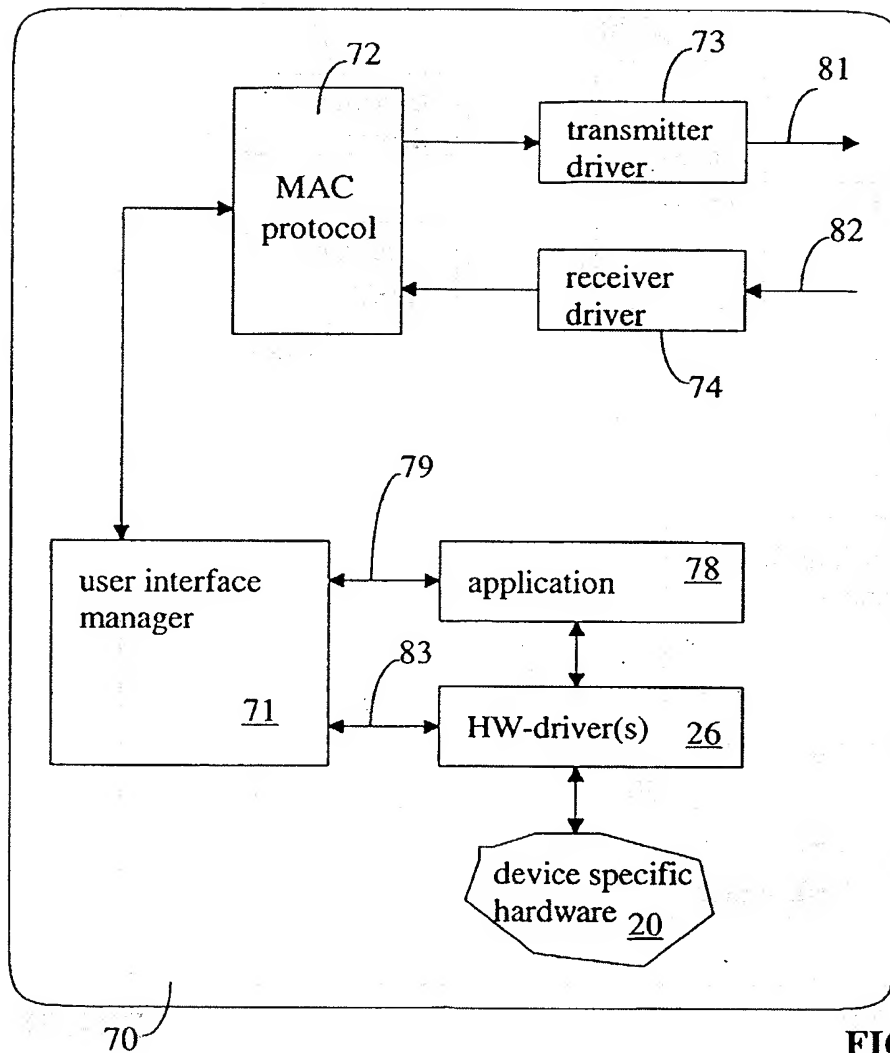 72
73
81
transmitter
driver
MAC
protocol
82
receiver
driver
74
79
user interface
manager
71
application 78
83
HW-driver(s) 26
device specific
hardware 20
70